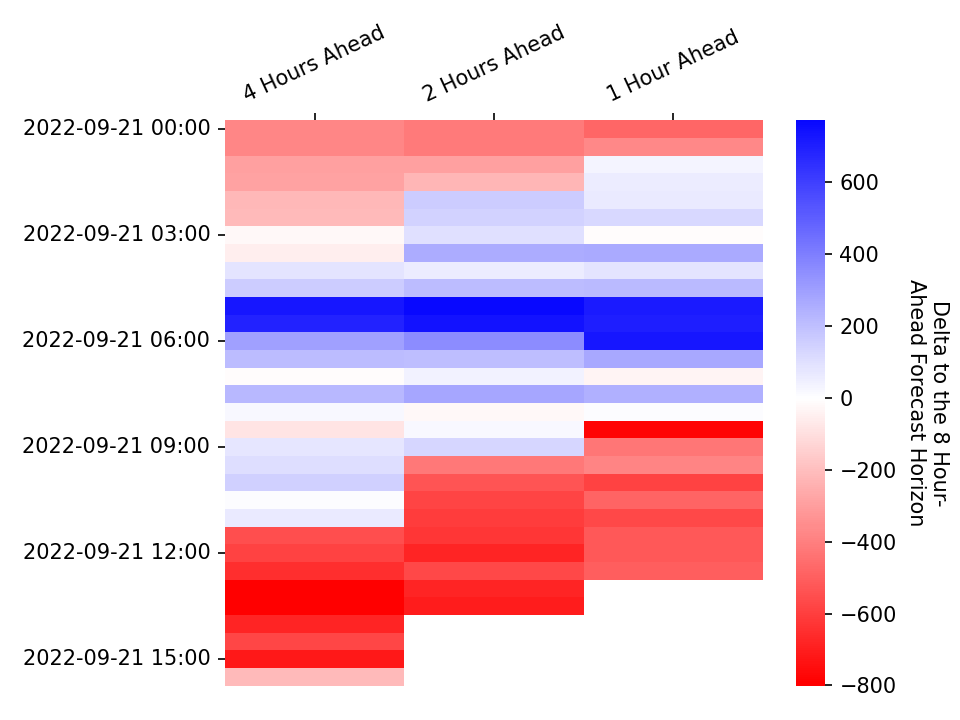 4 Hours Ahead
2 Hours Ahead
1 Hour Ahead
2022-09-21 00:00
2022-09-21 03:00
2022-09-21 06:00
2022-09-21 09:00
2022-09-21 12:00
2022-09-21 15:00
600
400
200
0
−200
−400
−600
−800
Delta to the 8 Hour-
Ahead Forecast Horizon